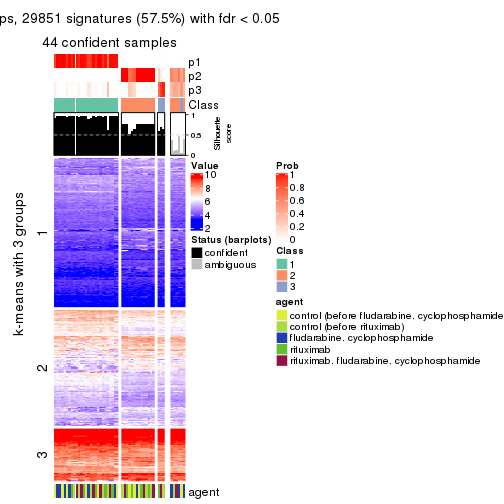 ps, 29851 signatures (57.5%) with fdr < 0.05
44 confident samples
p1
p2
p3
Class
1
0.5
0
Silhouette
score
k-means with 3 groups
1
2
3
agent
Value
10
8
6
4
2
Status (barplots)
confident
ambiguous
Prob
1
0.8
0.6
0.4
0.2
0
Class
1
2
3
agent
control (before fludarabine. cyclophosphamide
control (before rituximab)
fludarabine. cyclophosphamide
rituximab
rituximab. fludarabine. cyclophosphamide